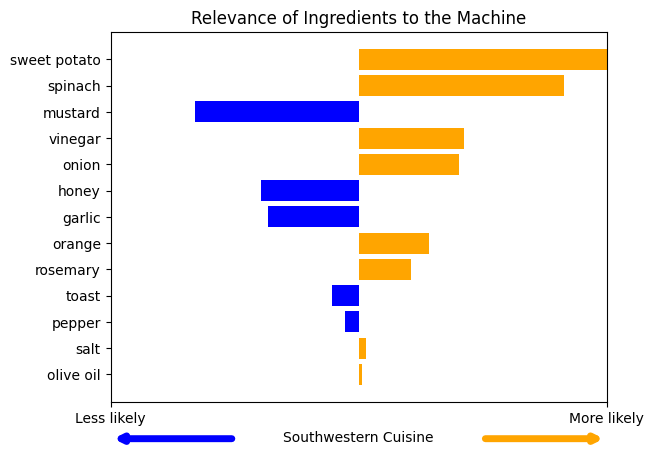 Relevance of Ingredients to the Machine
sweet potato
spinach
mustard
vinegar
onion
honey
garlic
orange
rosemary
toast
pepper
salt
olive oil
Less likely
More likely
Southwestern Cuisine